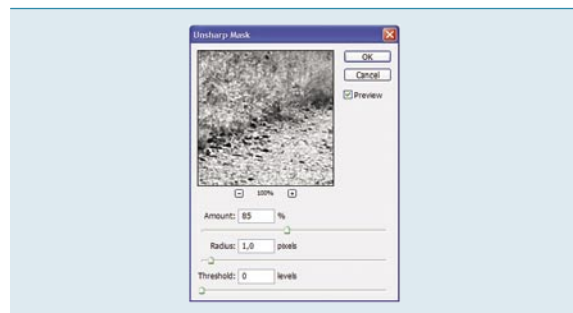 Unsharp Mask
OK
Cancel
Preview
100%
Amount: 85 %
Radius: 1,0 pixels
Threshold: 0 levels